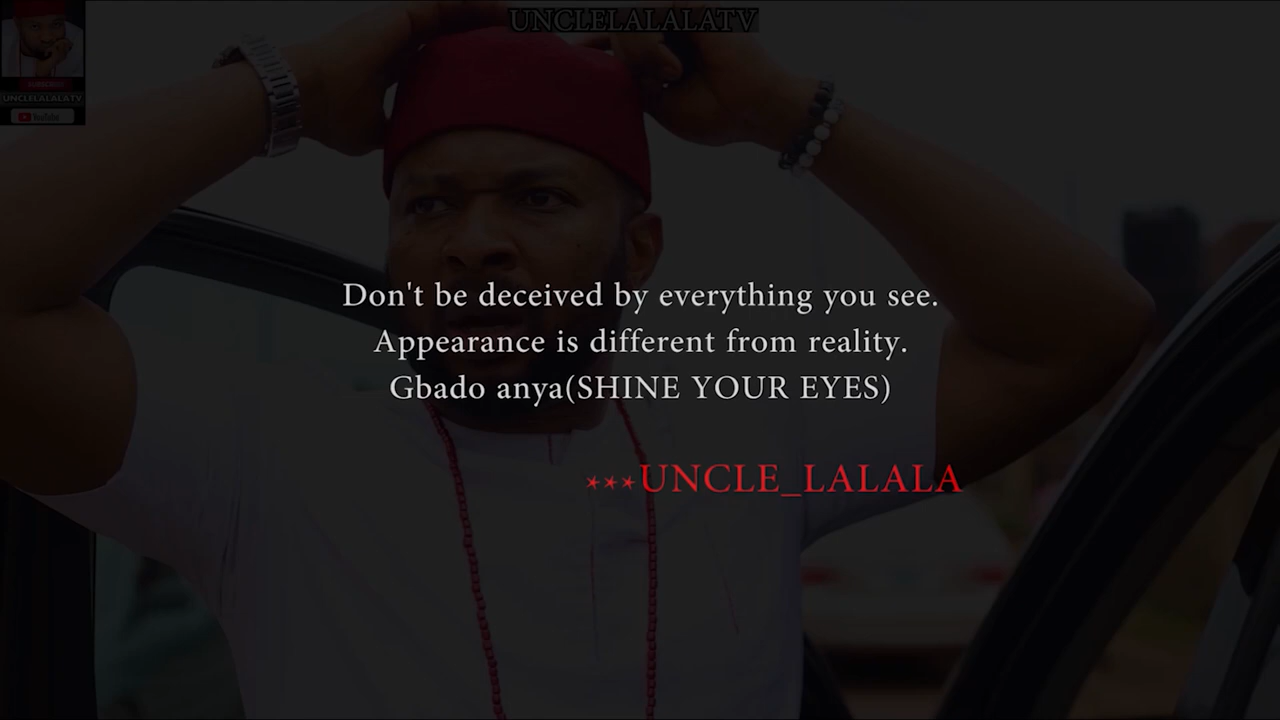 UNCLELALALATV
UNCLELALALATV
YouTube
Don't be deceived by everything you see.
Appearance is different from reality.
Gbado anya(SHINE YOUR EYES)
***UNCLE_LALALA